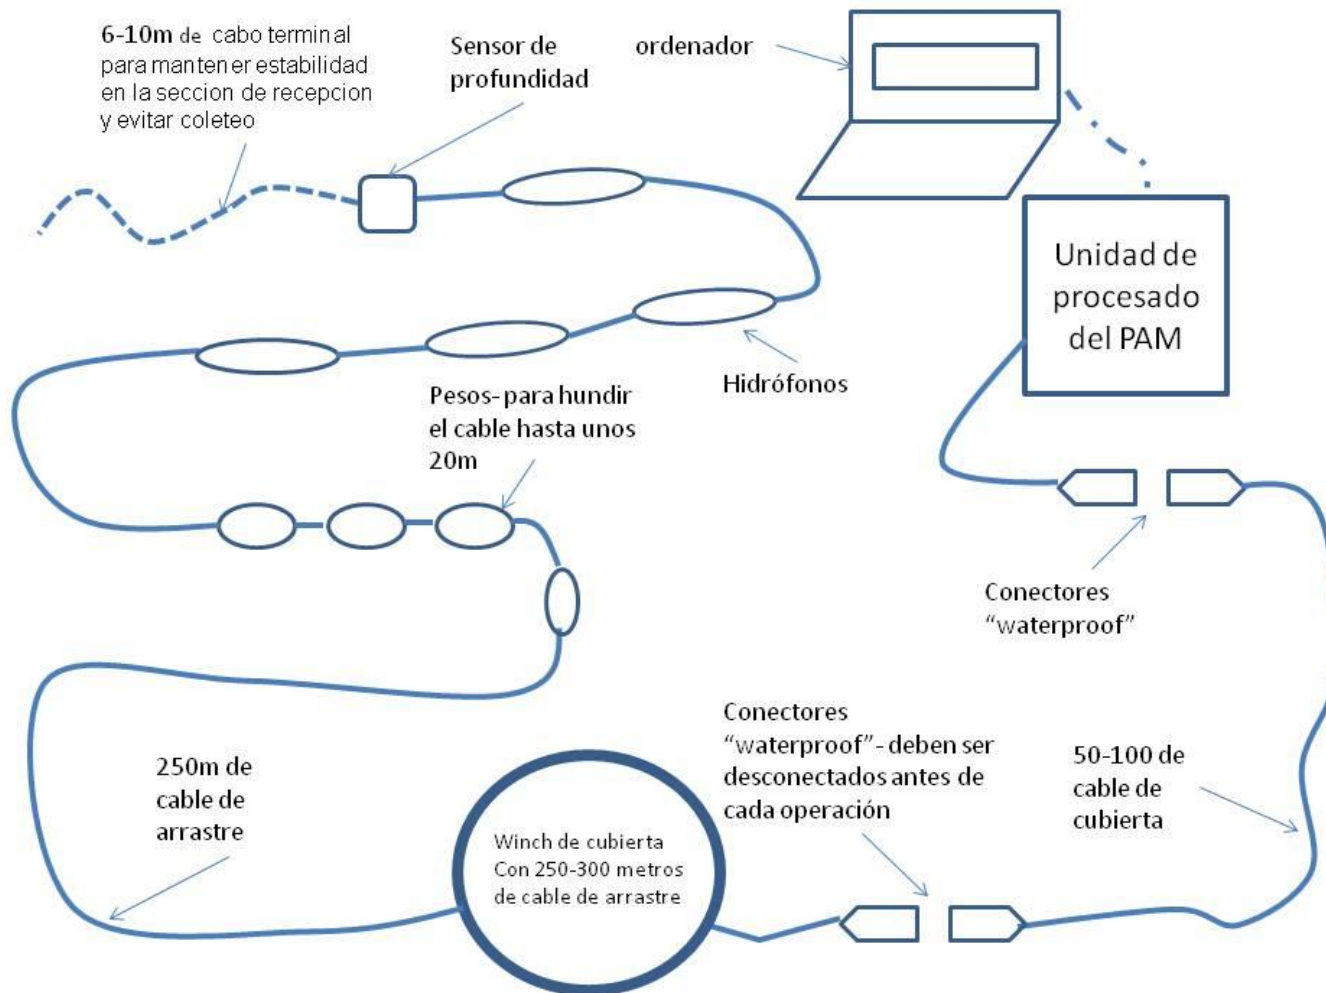 6-10m de cabo terminal
para mantener estabilidad
en la seccion de recepcion
y evitar coleteo
Sensor de
profundidad
ordenador
Unidad de
procesado
del PAM
Hidrófonos
Pesos- para hundir
el cable hasta unos
20m
Conectores
“waterproof”
Conectores
“waterproof”- deben ser
desconectados antes de
cada operación
50-100 de
cable de
cubierta
250m de
cable de
arrastre
Winch de cubierta
Con 250-300 metros
de cable de arrastre